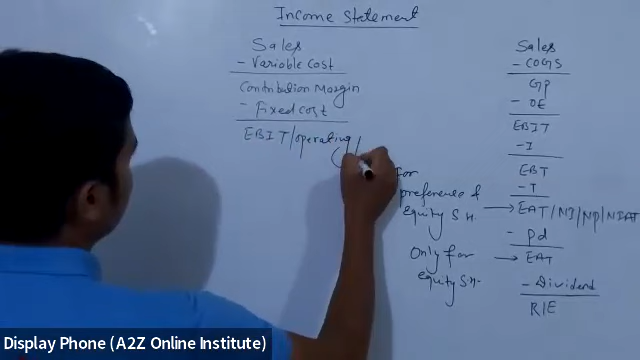 Income Statement
Sales
- Variable Cost
Contribution Margin
- Fixed Cost
EBIT/operating/
Sales
- COGS
GP
- OE
EBIT
- I
EBT
- T
EAT/NI/NP/NIAT
- Pd
EAT
- Dividend
R/E
For
preference &
equity SH.
Only for
equity SH.
Display Phone (A2Z Online Institute)